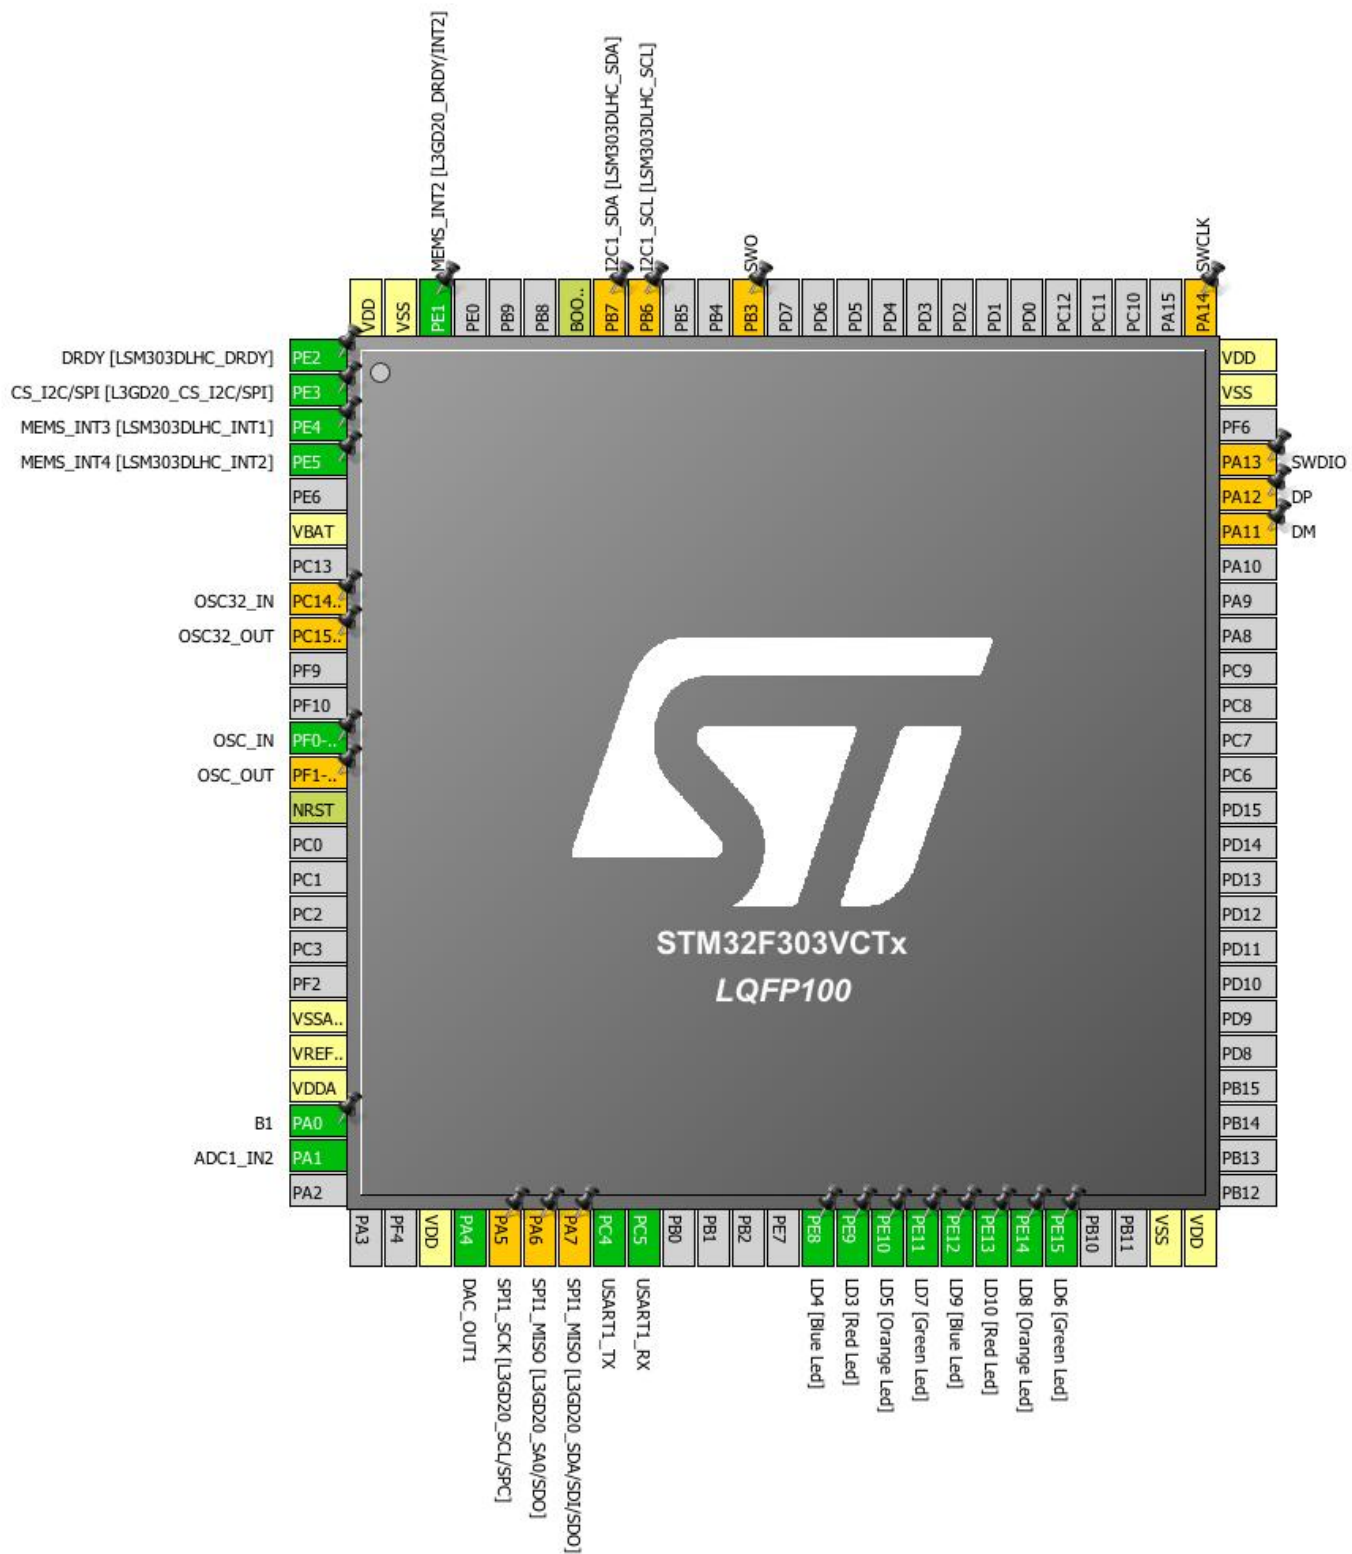 MEMS_INT2 [L3GD20_DRDY/INT2]
I2C1_SDA [LSM303DLHC_SDA]
I2C1_SCL [LSM303DLHC_SCL]
SWO
SWCLK
VDD
VSS
PE1
PE0
PB9
PB8
BOO..
PB7
PB6
PB5
PB4
PB3
PD7
PD6
PD5
PD4
PD3
PD2
PD1
PD0
PC12
PC11
PC10
PA15
PA14
DRDY [LSM303DLHC_DRDY] PE2
CS_I2C/SPI [L3GD20_CS_I2C/SPI] PE3
MEMS_INT3 [LSM303DLHC_INT1] PE4
MEMS_INT4 [LSM303DLHC_INT2] PE5
PE6
VBAT
PC13
OSC32_IN PC14..
OSC32_OUT PC15..
PF9
PF10
OSC_IN PF0-..
OSC_OUT PF1-..
NRST
PC0
PC1
PC2
PC3
PF2
VSSA..
VREF..
VDDA
B1 PA0
ADC1_IN2 PA1
PA2
STM32F303VCTx
LQFP100
VDD
VSS
PF6
PA13 SWDIO
PA12 DP
PA11 DM
PA10
PA9
PA8
PC9
PC8
PC7
PC6
PD15
PD14
PD13
PD12
PD11
PD10
PD9
PD8
PB15
PB14
PB13
PB12
PA3
PF4
VDD
PA4
PA5
PA6
PA7
PC4
PC5
PB0
PB1
PB2
PE7
PE8
PE9
PE10
PE11
PE12
PE13
PE14
PE15
PB10
PB11
VSS
VDD
DAC_OUT1
SPI1_SCK [L3GD20_SCL/SPC]
SPI1_MISO [L3GD20_SA0/SDO]
SPI1_MISO [L3GD20_SDA/SDI/SDO]
USART1_TX
USART1_RX
LD4 [Blue Led]
LD3 [Red Led]
LD5 [Orange Led]
LD7 [Green Led]
LD9 [Blue Led]
LD10 [Red Led]
LD8 [Orange Led]
LD6 [Green Led]